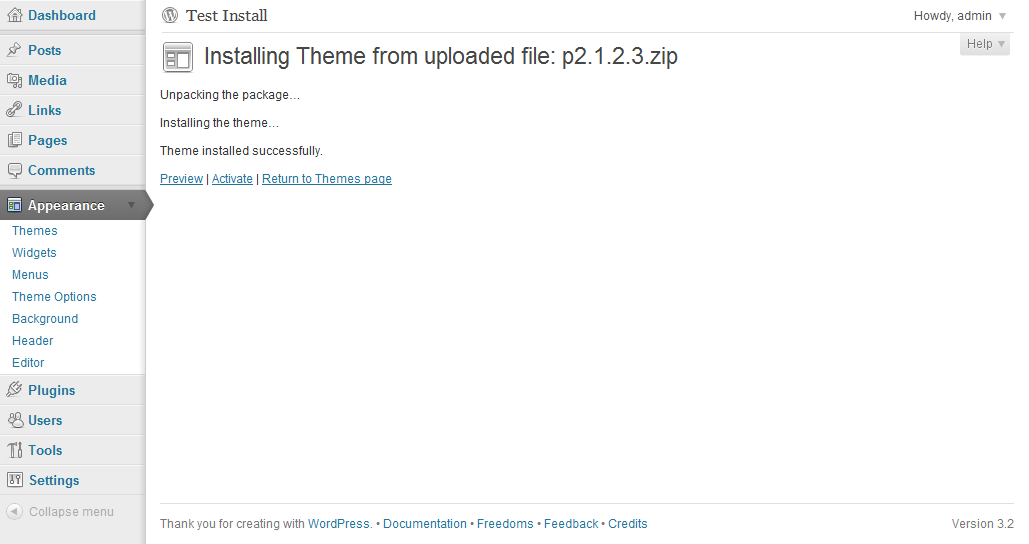 Dashboard
Posts
Media
Links
Pages
Comments
Appearance
Themes
Widgets
Menus
Theme Options
Background
Header
Editor
Plugins
Users
Tools
Settings
Collapse menu
Test Install
Howdy, admin
Help
Installing Theme from uploaded file: p2.1.2.3.zip
Unpacking the package…
Installing the theme…
Theme installed successfully.
Preview | Activate | Return to Themes page
Thank you for creating with WordPress. • Documentation • Freedoms • Feedback • Credits
Version 3.2